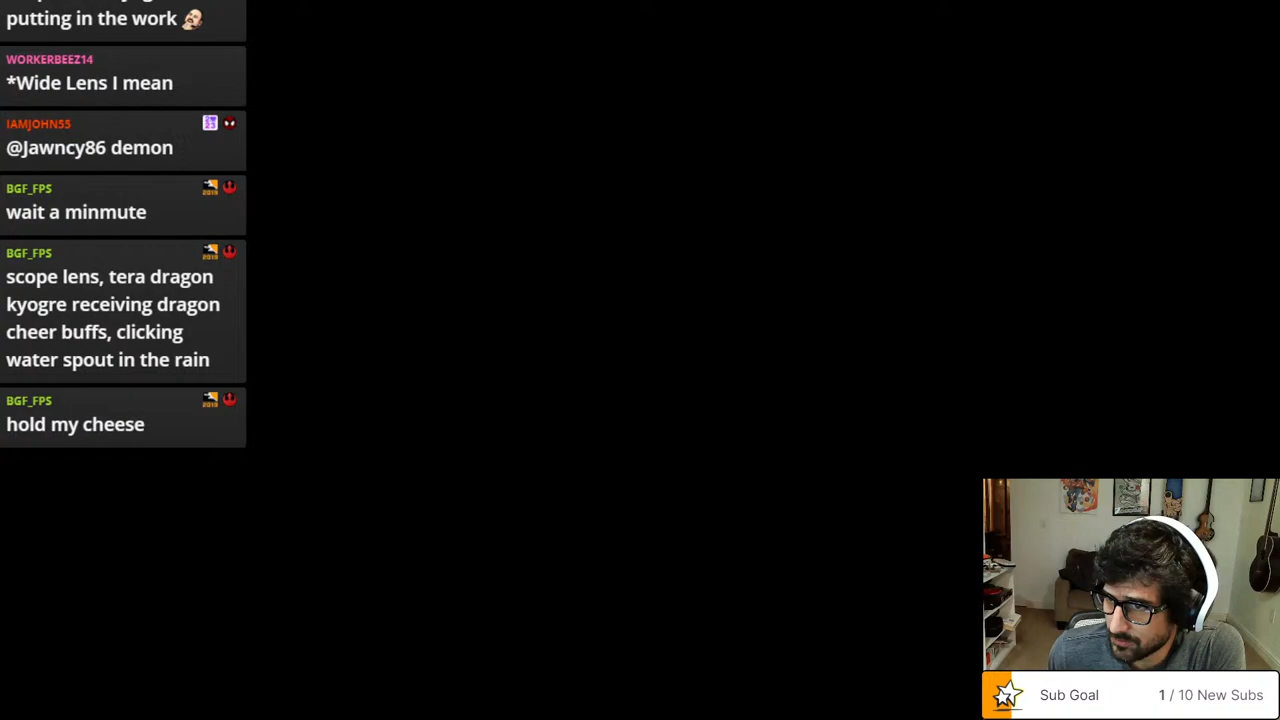 putting in the work
WORKERBEEZ14
*Wide Lens I mean
IAMJOHN55
@Jawncy86 demon
BGF_FPS
wait a minmute
BGF_FPS
scope lens, tera dragon
kyogre receiving dragon
cheer buffs, clicking
water spout in the rain
BGF_FPS
hold my cheese
Sub Goal 1 / 10 New Subs